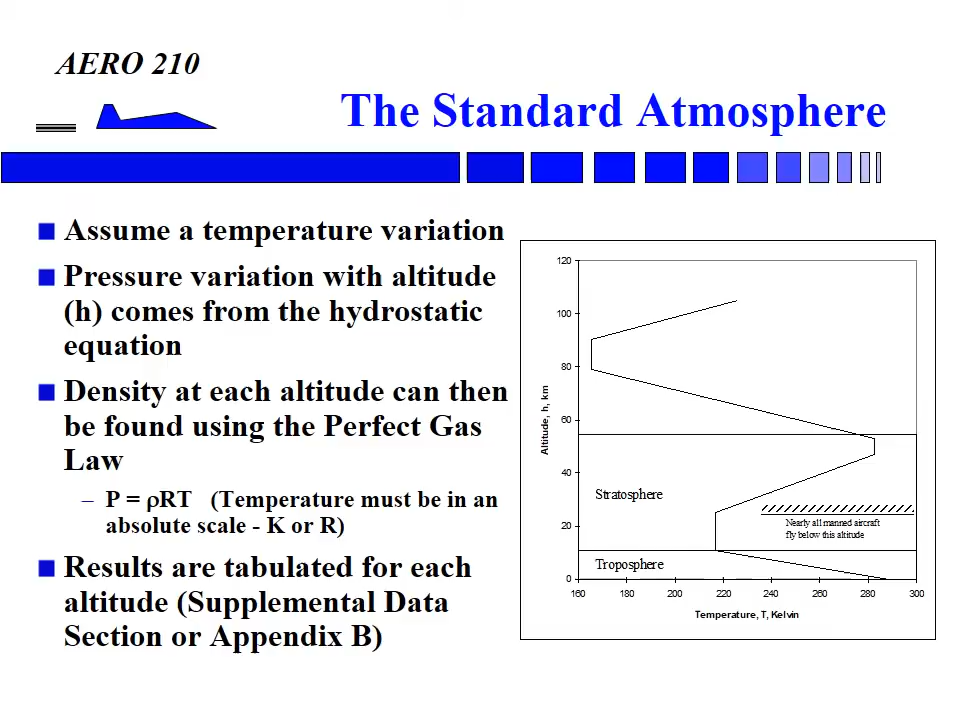 AERO 210
The Standard Atmosphere
Assume a temperature variation
Pressure variation with altitude
(h) comes from the hydrostatic
equation
Density at each altitude can then
be found using the Perfect Gas
Law
– P = ρRT (Temperature must be in an
absolute scale - K or R)
Results are tabulated for each
altitude (Supplemental Data
Section or Appendix B)
120
100
80
60
40
20
0
Altitude, h, km
Stratosphere
Nearly all manned aircraft
fly below this altitude
Troposphere
160 180 200 220 240 260 280 300
Temperature, T, Kelvin